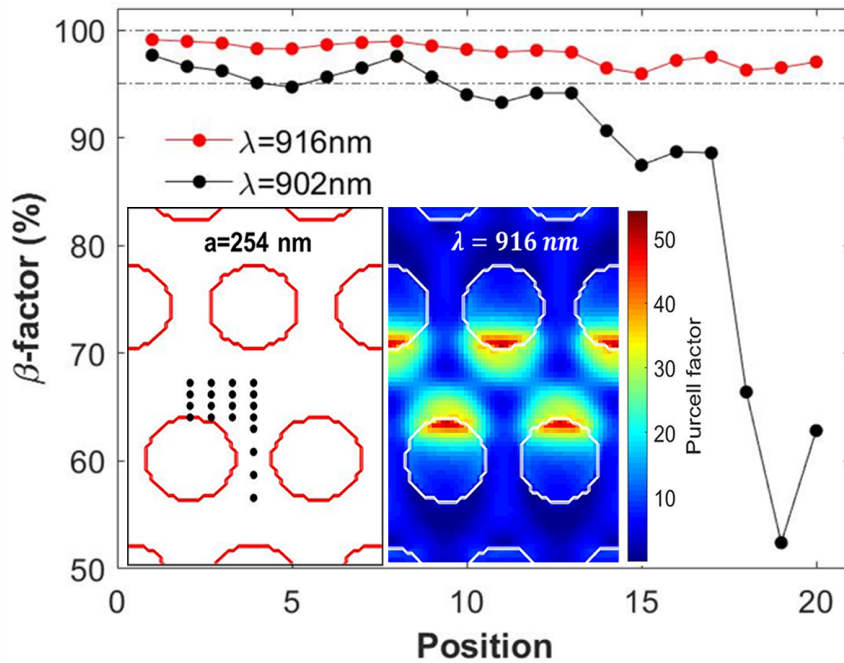 100
90
80
70
60
50
β-factor (%)
λ=916nm
λ=902nm
a=254 nm
λ = 916 nm
50
40
30
20
10
Purcell factor
0
5
10
15
20
Position